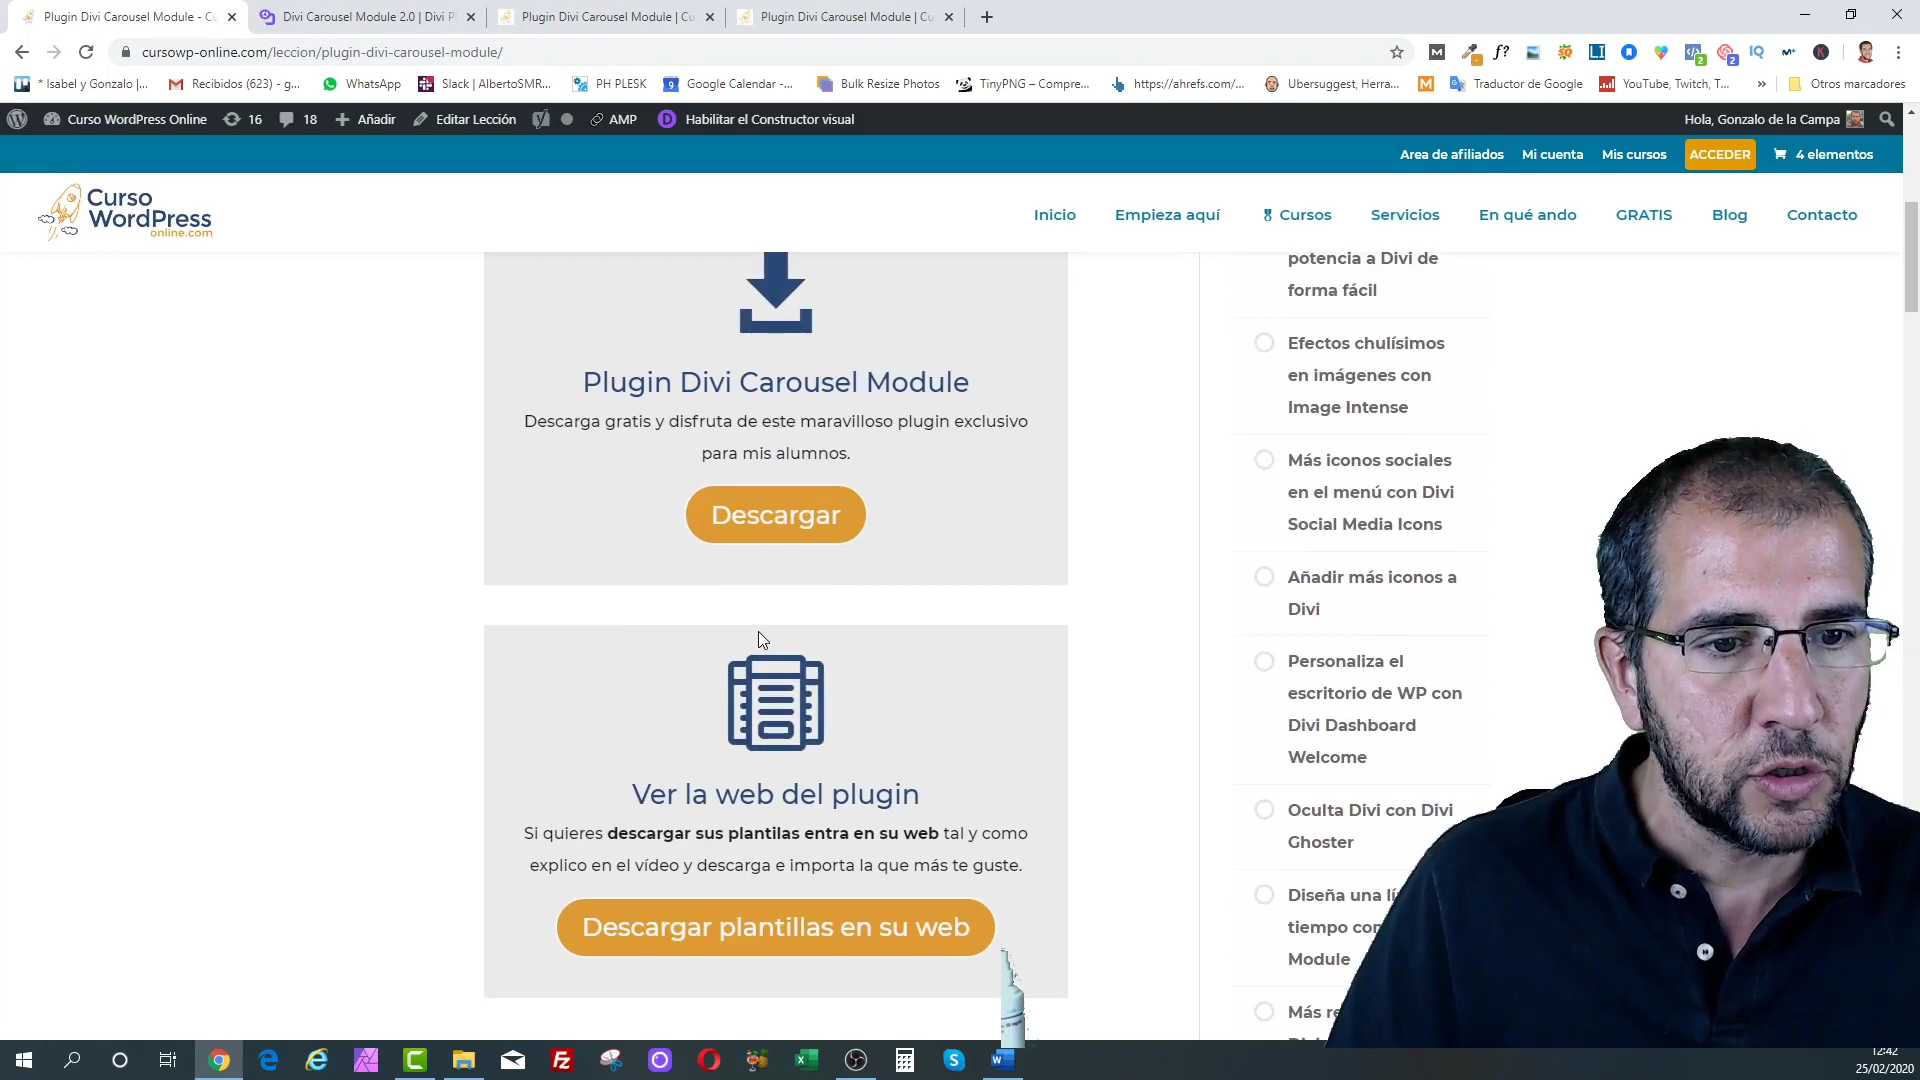 Plugin Divi Carousel Module - Cu
Divi Carousel Module 2.0 | Divi Pl
Plugin Divi Carousel Module | Cu
Plugin Divi Carousel Module | Cu
cursowp-online.com/leccion/plugin-divi-carousel-module/
* Isabel y Gonzalo |...
Recibidos (623) - g...
WhatsApp
Slack | AlbertoSMR...
PH PLESK
Google Calendar -...
Bulk Resize Photos
TinyPNG – Compre...
https://ahrefs.com/...
Ubersuggest, Herra...
Traductor de Google
YouTube, Twitch, T...
Otros marcadores
Curso WordPress Online
16
18
Añadir
Editar Lección
AMP
Habilitar el Constructor visual
Hola, Gonzalo de la Campa
Area de afiliados
Mi cuenta
Mis cursos
ACCEDER
4 elementos
Curso
WordPress
online.com
Inicio
Empieza aquí
Cursos
Servicios
En qué ando
GRATIS
Blog
Contacto
Plugin Divi Carousel Module
Descarga gratis y disfruta de este maravilloso plugin exclusivo
para mis alumnos.
Descargar
Ver la web del plugin
Si quieres descargar sus plantilas entra en su web tal y como
explico en el vídeo y descarga e importa la que más te guste.
Descargar plantillas en su web
potencia a Divi de
forma fácil
Efectos chulísimos
en imágenes con
Image Intense
Más iconos sociales
en el menú con Divi
Social Media Icons
Añadir más iconos a
Divi
Personaliza el
escritorio de WP con
Divi Dashboard
Welcome
Oculta Divi con Divi
Ghoster
Diseña una lí
tiempo con
Module
Más re
12:42
25/02/2020